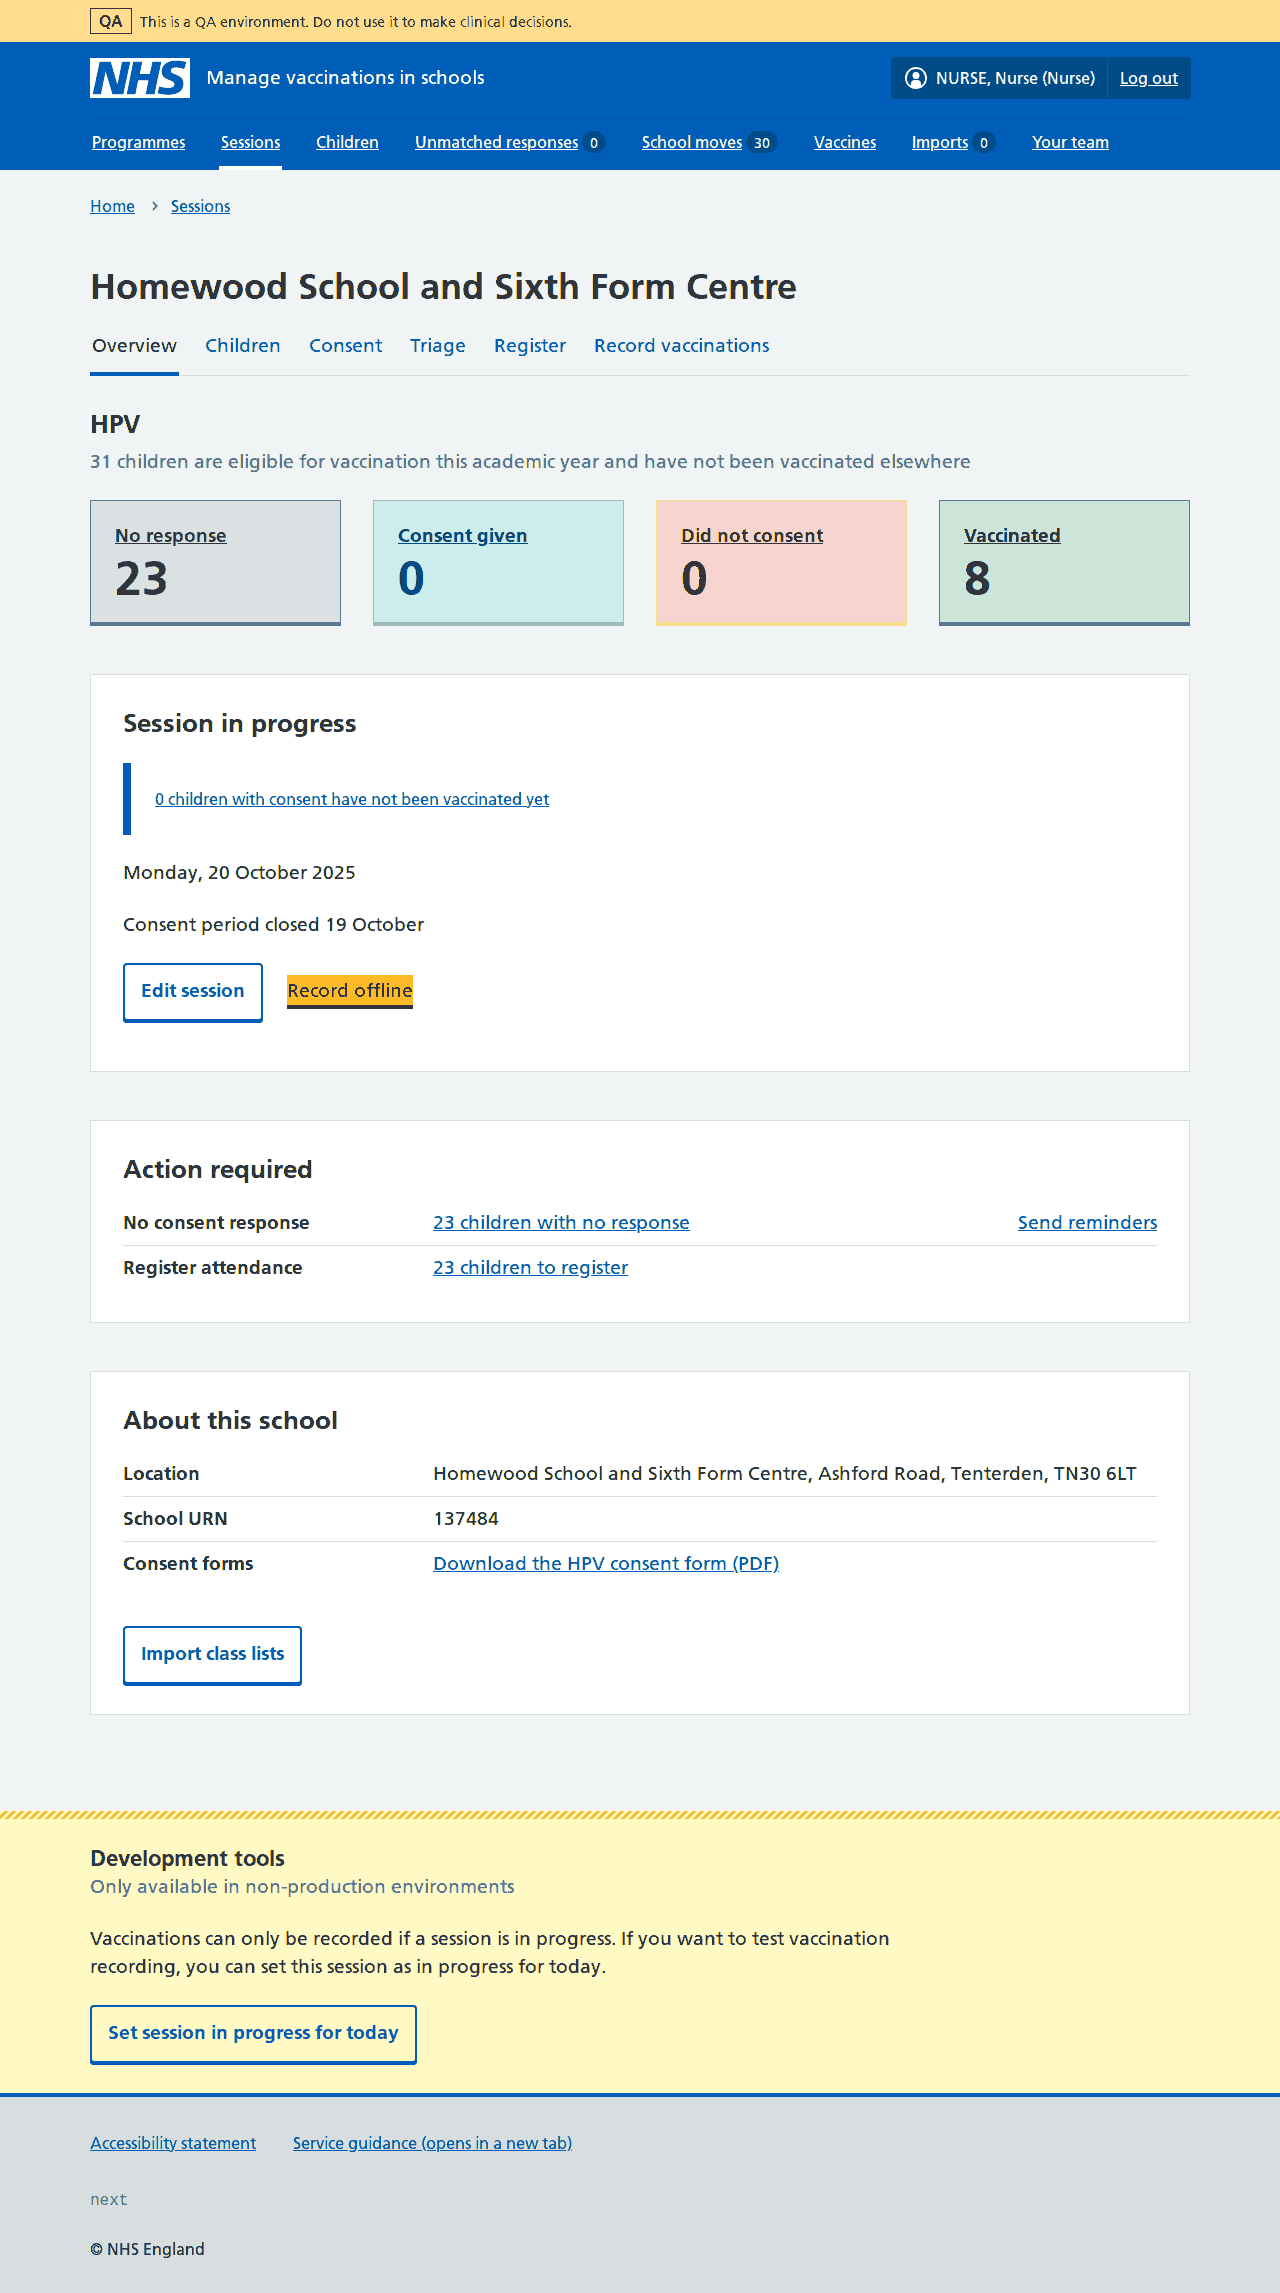 QA This is a QA environment. Do not use it to make clinical decisions.
NHS Manage vaccinations in schools
NURSE, Nurse (Nurse) Log out
Programmes Sessions Children Unmatched responses 0 School moves 30 Vaccines Imports 0 Your team
Home Sessions
Homewood School and Sixth Form Centre
Overview Children Consent Triage Register Record vaccinations
HPV
31 children are eligible for vaccination this academic year and have not been vaccinated elsewhere
No response
23
Consent given
0
Did not consent
0
Vaccinated
8
Session in progress
0 children with consent have not been vaccinated yet
Monday, 20 October 2025
Consent period closed 19 October
Edit session Record offline
Action required
No consent response 23 children with no response Send reminders
Register attendance 23 children to register
About this school
Location Homewood School and Sixth Form Centre, Ashford Road, Tenterden, TN30 6LT
School URN 137484
Consent forms Download the HPV consent form (PDF)
Import class lists
Development tools
Only available in non-production environments
Vaccinations can only be recorded if a session is in progress. If you want to test vaccination
recording, you can set this session as in progress for today.
Set session in progress for today
Accessibility statement Service guidance (opens in a new tab)
next
© NHS England